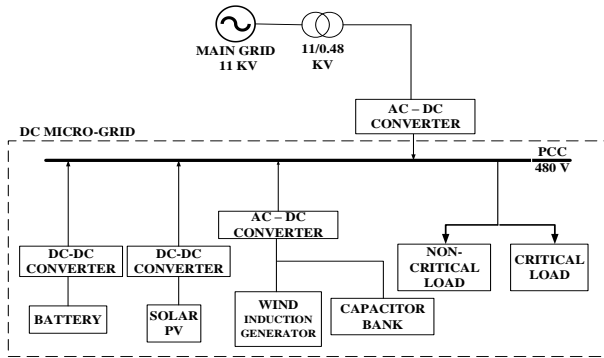 MAIN GRID
11 KV
11/0.48
KV
AC – DC
CONVERTER
DC MICRO-GRID
PCC
480 V
AC – DC
CONVERTER
DC-DC
CONVERTER
DC-DC
CONVERTER
NON-
CRITICAL
LOAD
CRITICAL
LOAD
BATTERY
SOLAR
PV
WIND
INDUCTION
GENERATOR
CAPACITOR
BANK